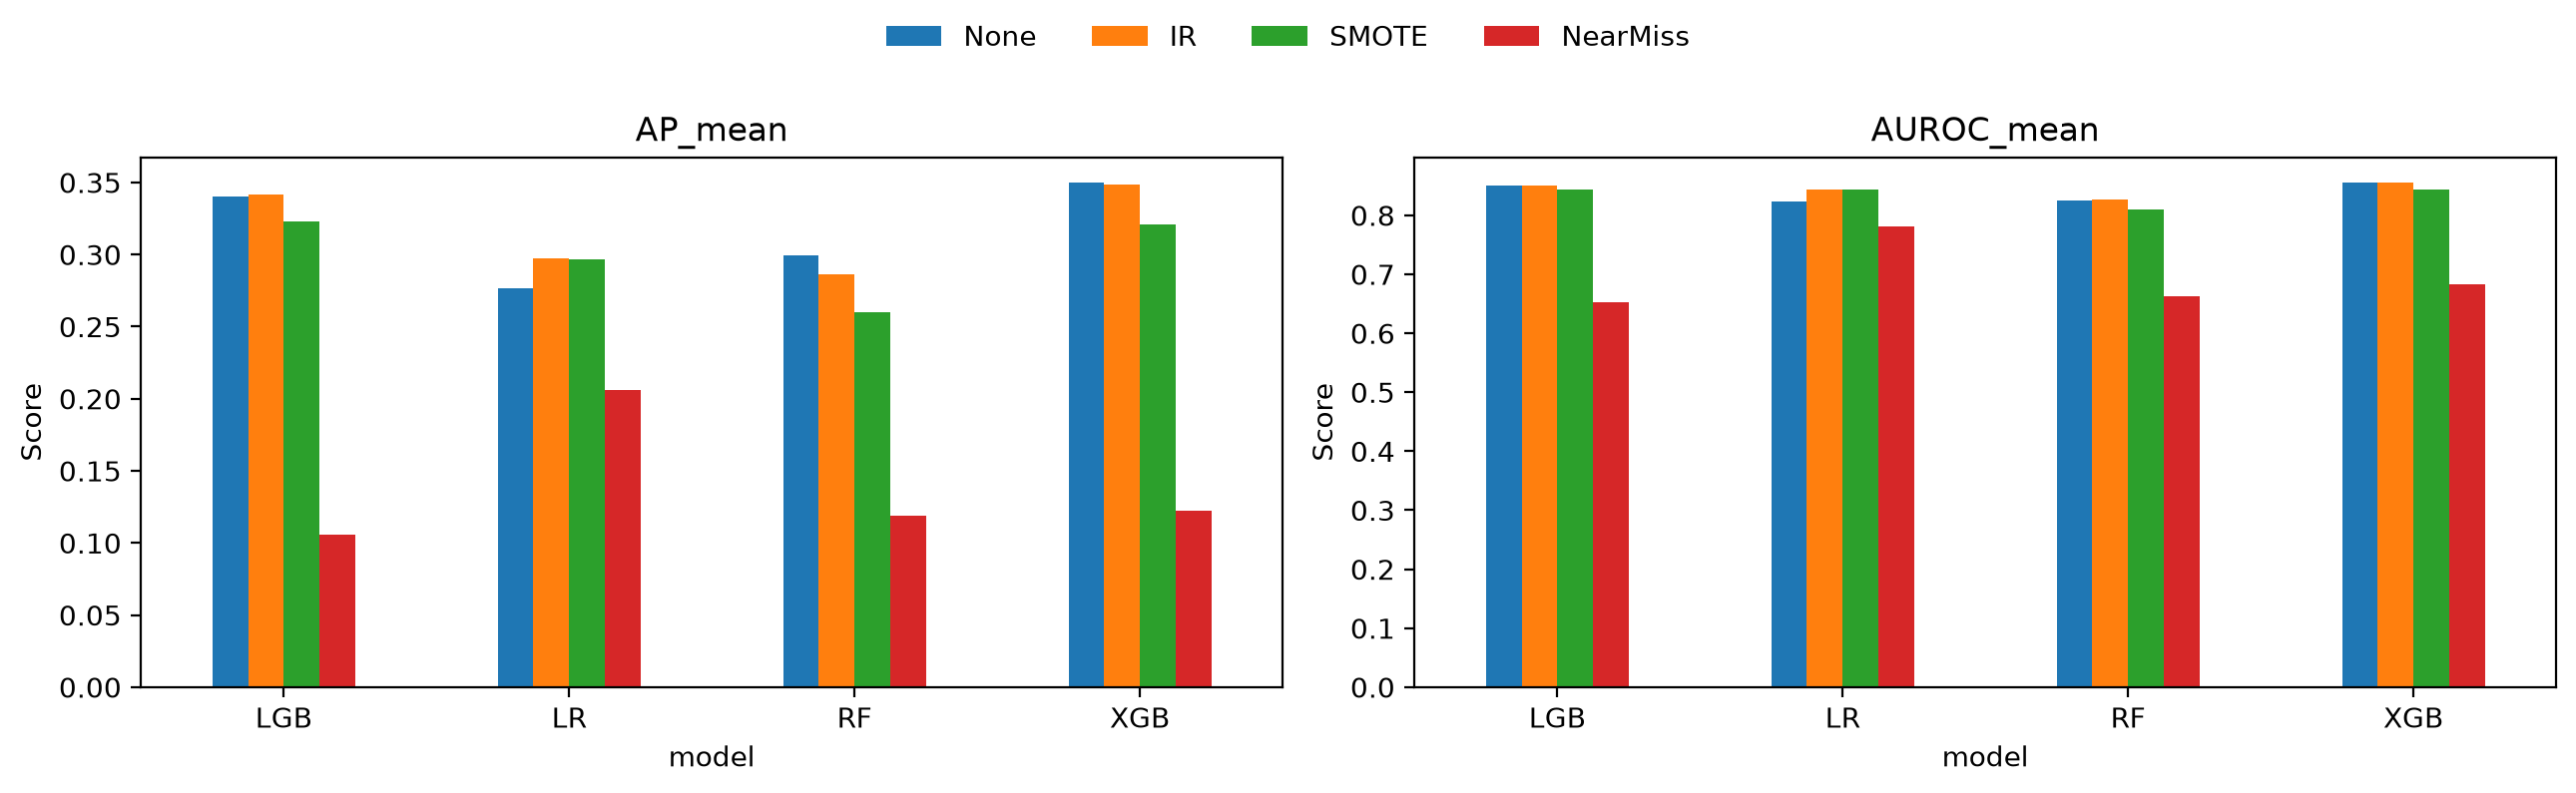 None IR SMOTE NearMiss
AP_mean
Score
0.35
0.30
0.25
0.20
0.15
0.10
0.05
0.00
LGB LR RF XGB
model
AUROC_mean
Score
0.8
0.7
0.6
0.5
0.4
0.3
0.2
0.1
0.0
LGB LR RF XGB
model